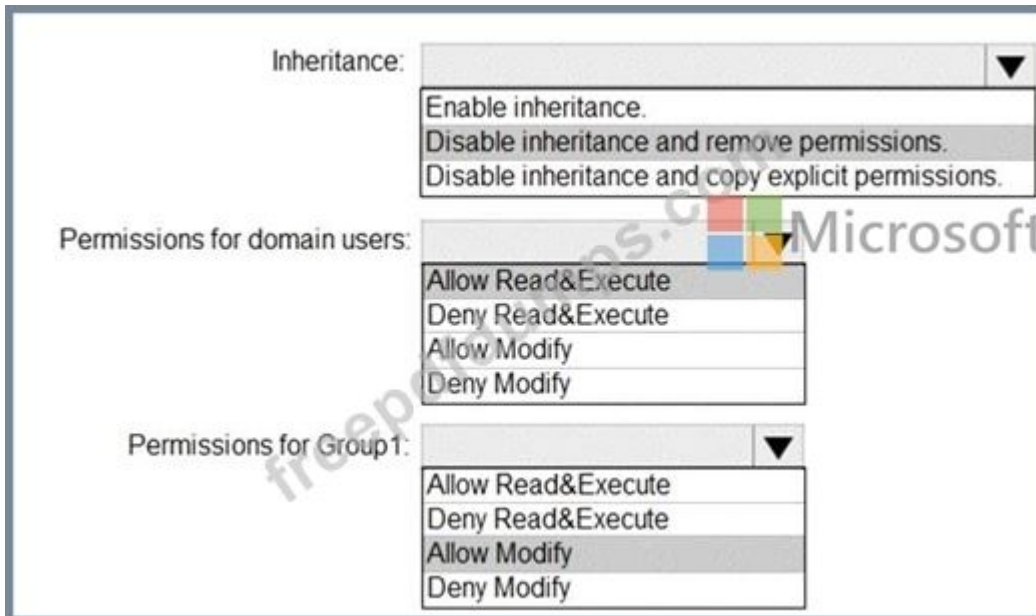 Inheritance:
Enable inheritance.
Disable inheritance and remove permissions.
Disable inheritance and copy explicit permissions.
Microsoft
Permissions for domain users:
Allow Read&Execute
Deny Read&Execute
Allow Modify
Deny Modify
Permissions for Group1:
Allow Read&Execute
Deny Read&Execute
Allow Modify
Deny Modify
freepdfdumps.com